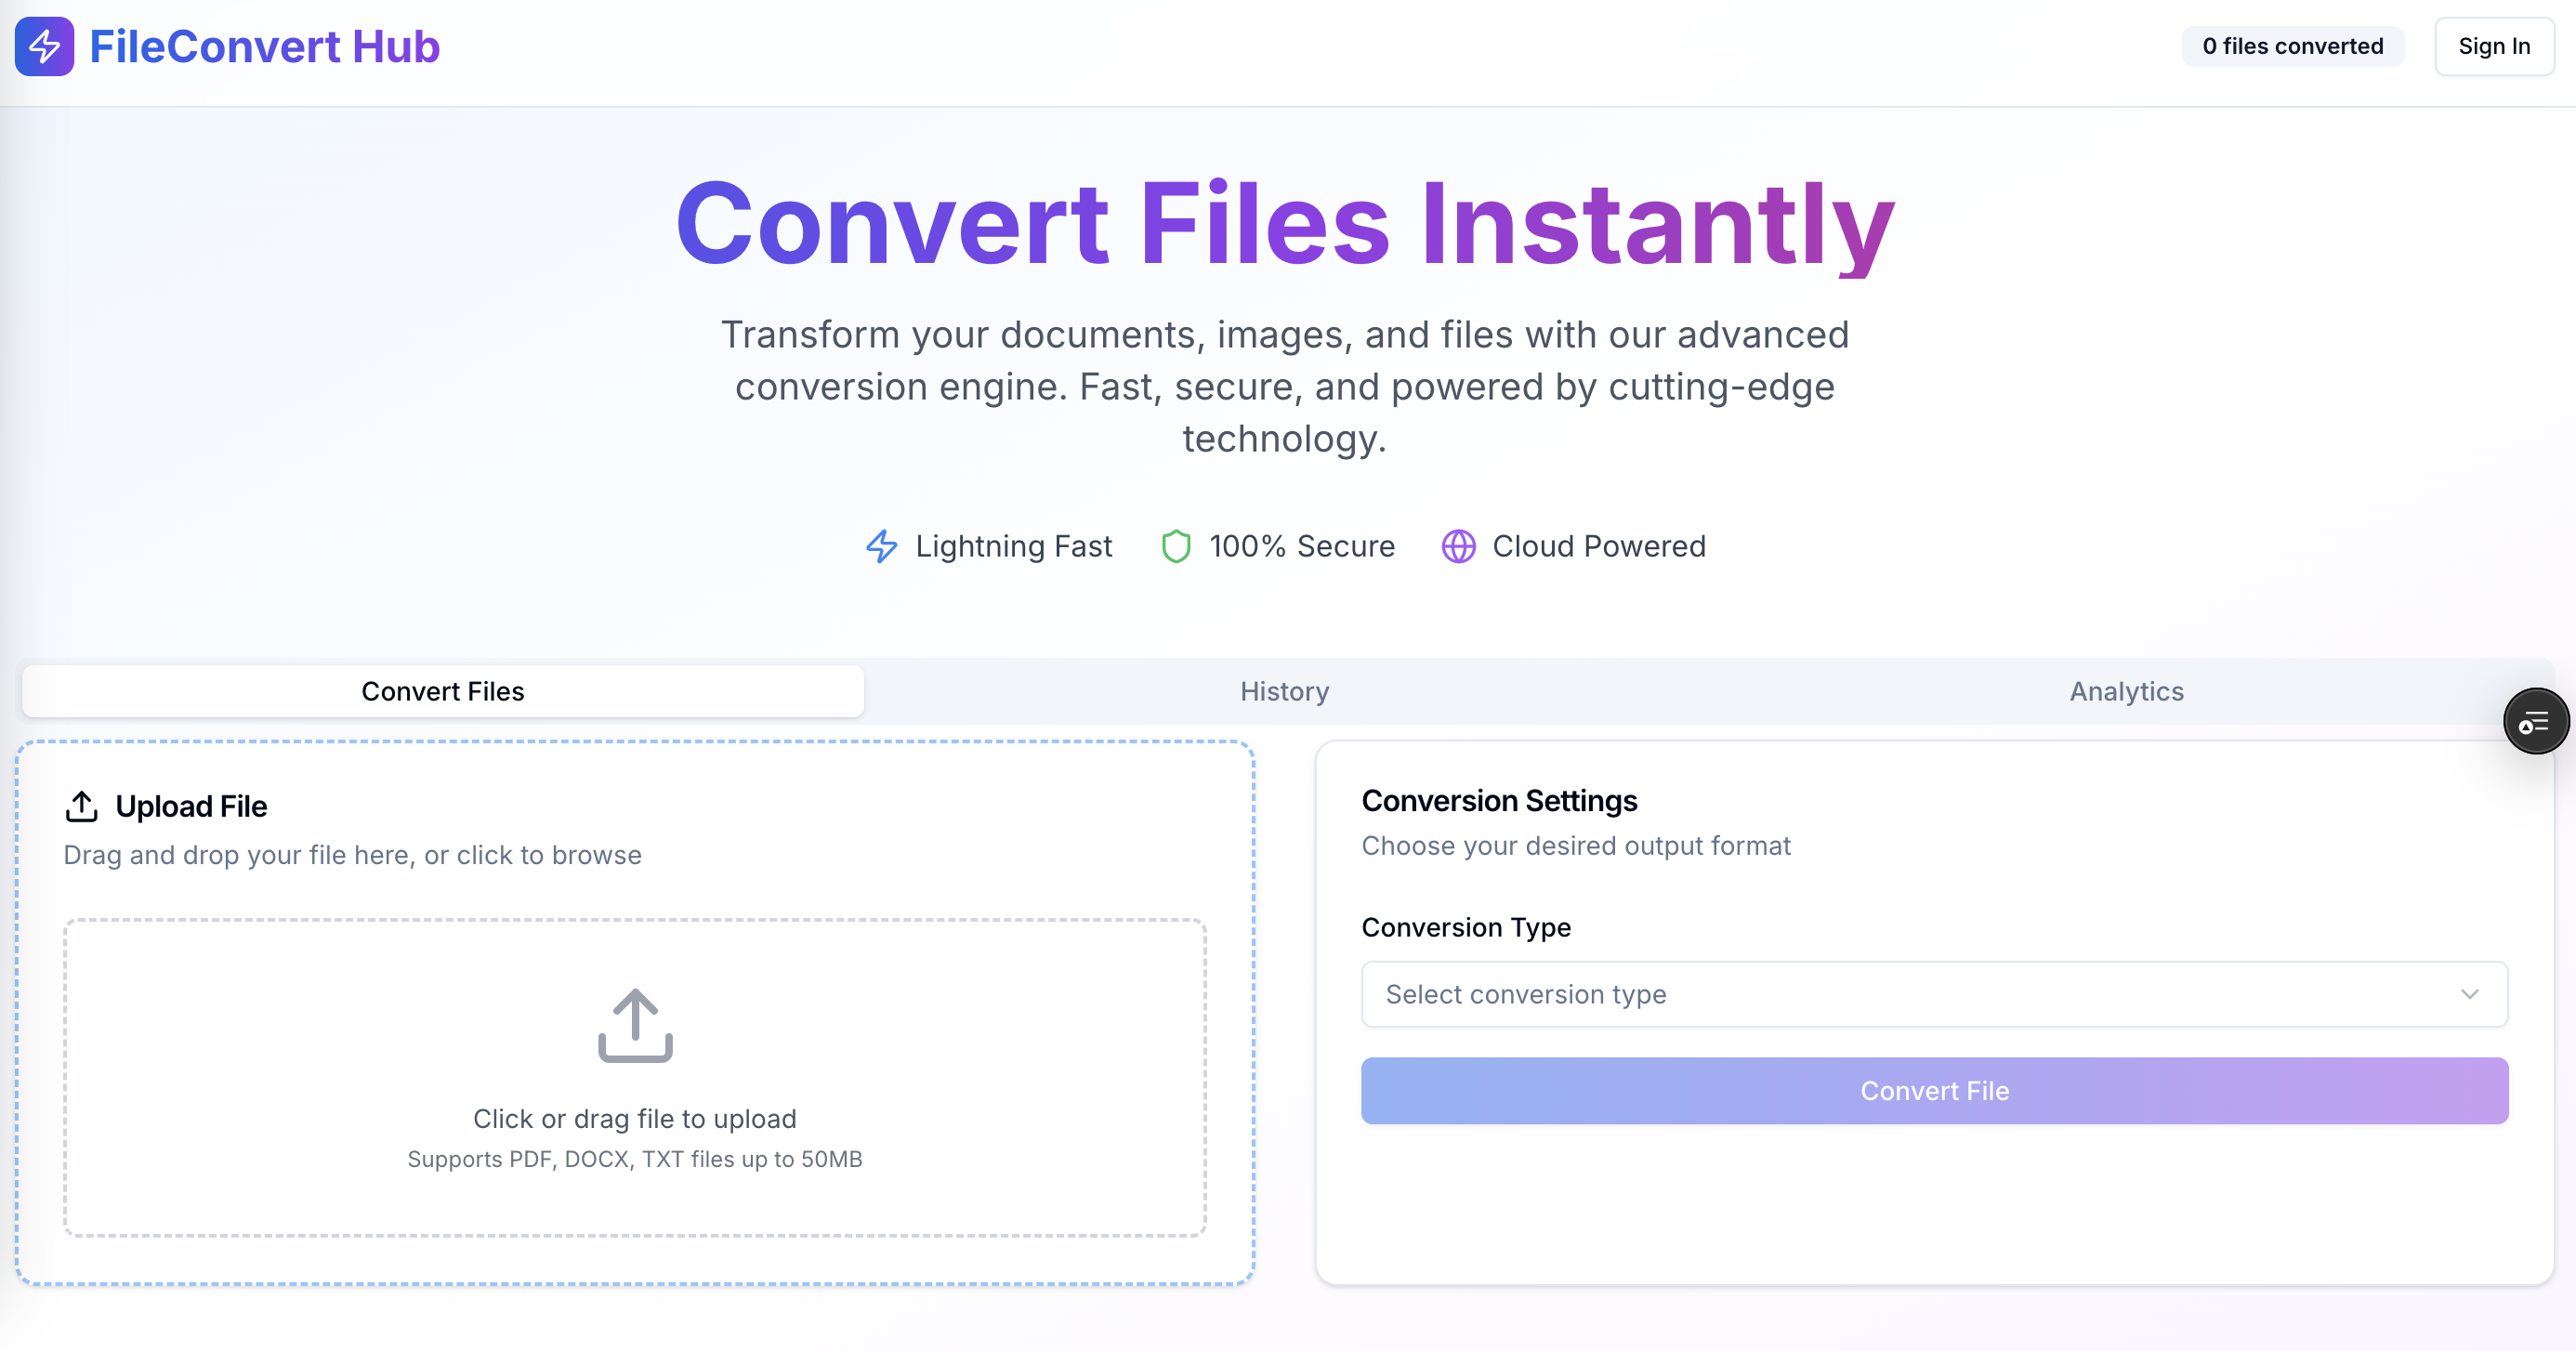 FileConvert Hub
0 files converted
Sign In
Convert Files Instantly
Transform your documents, images, and files with our advanced
conversion engine. Fast, secure, and powered by cutting-edge
technology.
Lightning Fast
100% Secure
Cloud Powered
Convert Files
History
Analytics
Upload File
Drag and drop your file here, or click to browse
Click or drag file to upload
Supports PDF, DOCX, TXT files up to 50MB
Conversion Settings
Choose your desired output format
Conversion Type
Select conversion type
Convert File